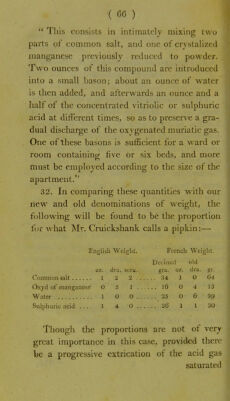 ( 66 )
“ This consists in intimately mixing two
parts of common salt, and one of crystalized
manganese previously reduced to powder.
Two ounces of this compound are introduced
into a small bason; about an ounce of water
is then added, and afterwards an ounce and a
half of the concentrated vitriolic or sulphuric
acid at different times, so as to preserve a gra-
dual discharge of the oxygenated muriatic gas.
One of these basons is sufficient for a ward or
room containing five or six beds, and more
must be employed according to the size of the
apartment.”
32. In comparing these quantities with our
new and old denominations of weight, the
following will be found to be the proportion
for what Mr. Cruickshank calls a pipkin:—
English Weight. French Weight.
Decimal old
oz. dra. scru. gra. oz. dra. gr.
Common salt ...... 1 2 2 ...... 34 1 0 64
Oxyd of manganese 0 5 1 ...... 16 0 4 13
Water ........... 1 0 0 ...... 25 0 6 39
Sulphuric acid .... 1 4 0 ...... 36 1 1 30
Though the proportions are not of very
great importance in this case, provided there
be a progressive extrication of the acid gas
saturated